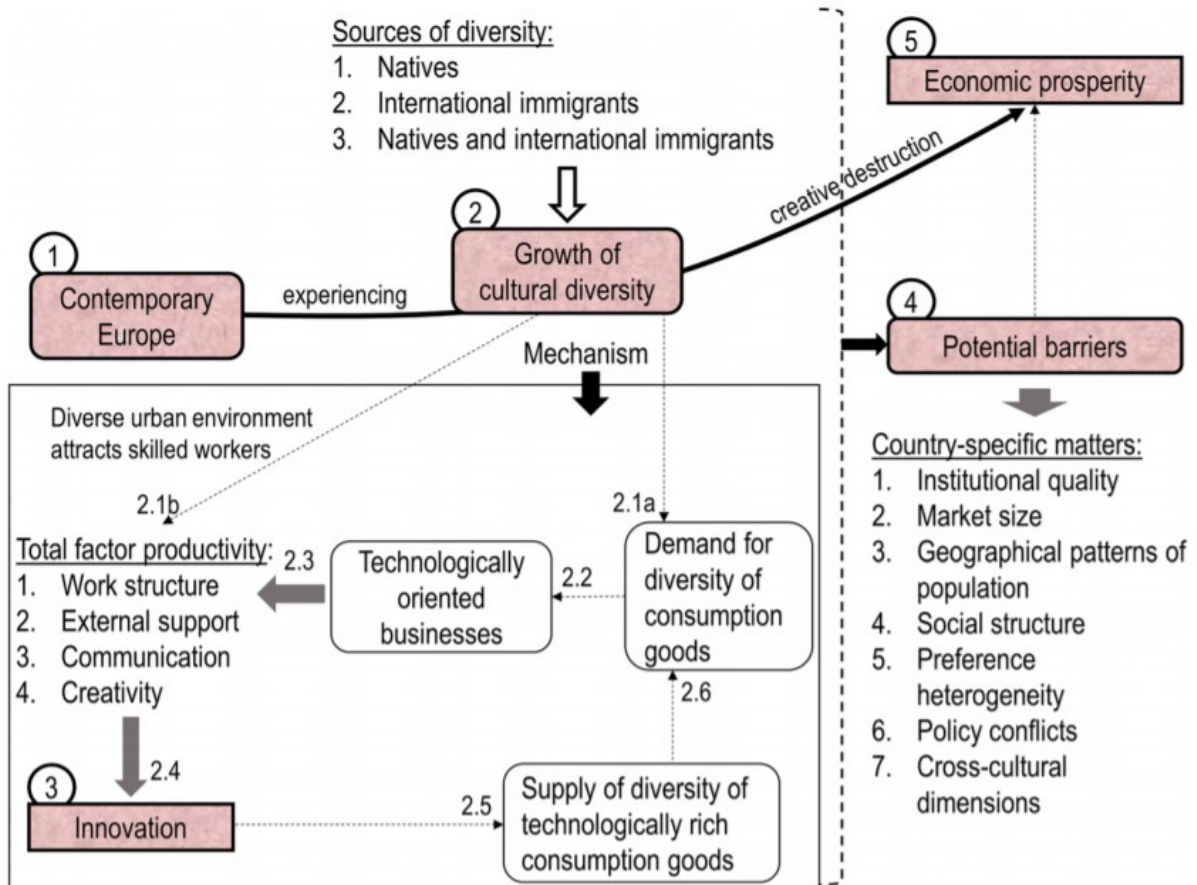 Sources of diversity:
1. Natives
2. International immigrants
3. Natives and international immigrants
5
Economic prosperity
creative destruction
2
Growth of
cultural diversity
1
Contemporary
Europe
experiencing
4
Potential barriers
Mechanism
Diverse urban environment
attracts skilled workers
2.1b
2.1a
Total factor productivity:
1. Work structure
2. External support
3. Communication
4. Creativity
2.3
Technologically
oriented
businesses
2.2
Demand for
diversity of
consumption
goods
2.6
2.4
3
Innovation
2.5
Supply of diversity of
technologically rich
consumption goods
Country-specific matters:
1. Institutional quality
2. Market size
3. Geographical patterns of
population
4. Social structure
5. Preference
heterogeneity
6. Policy conflicts
7. Cross-cultural
dimensions